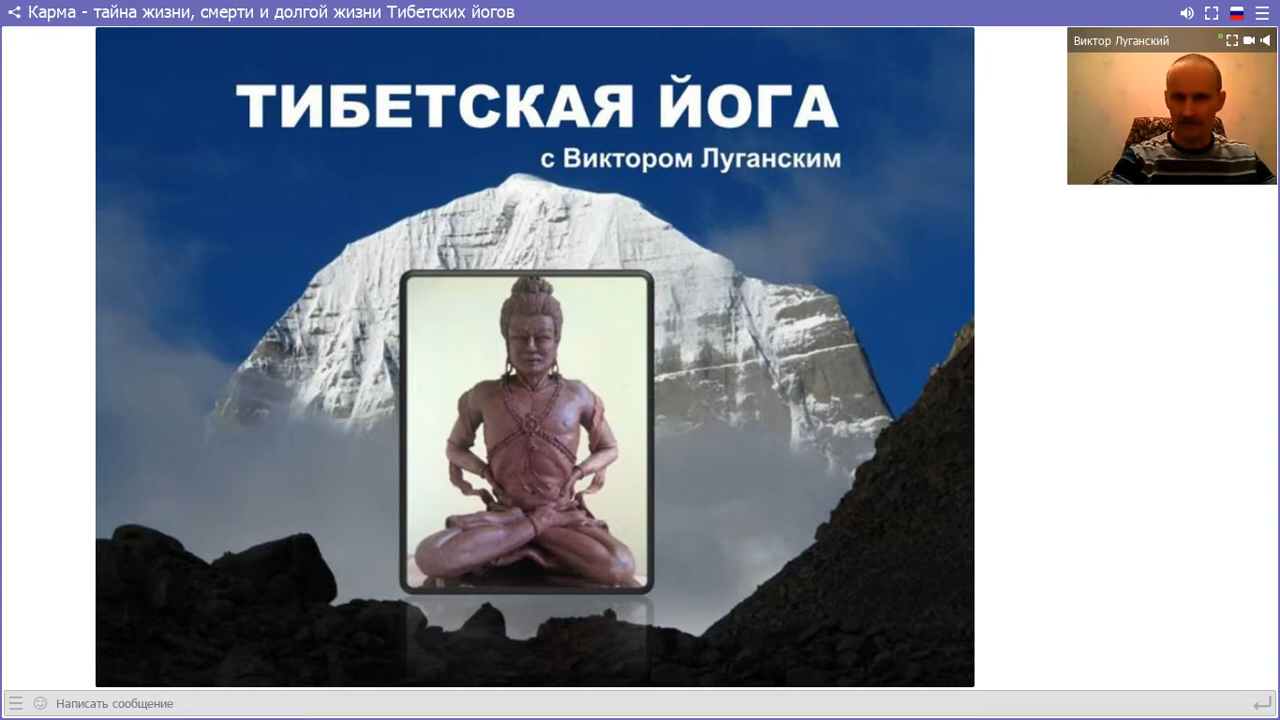 Карма - тайна жизни, смерти и долгой жизни Тибетских йогов
Виктор Луганский
ТИБЕТСКАЯ ЙОГА
с Виктором Луганским
Написать сообщение